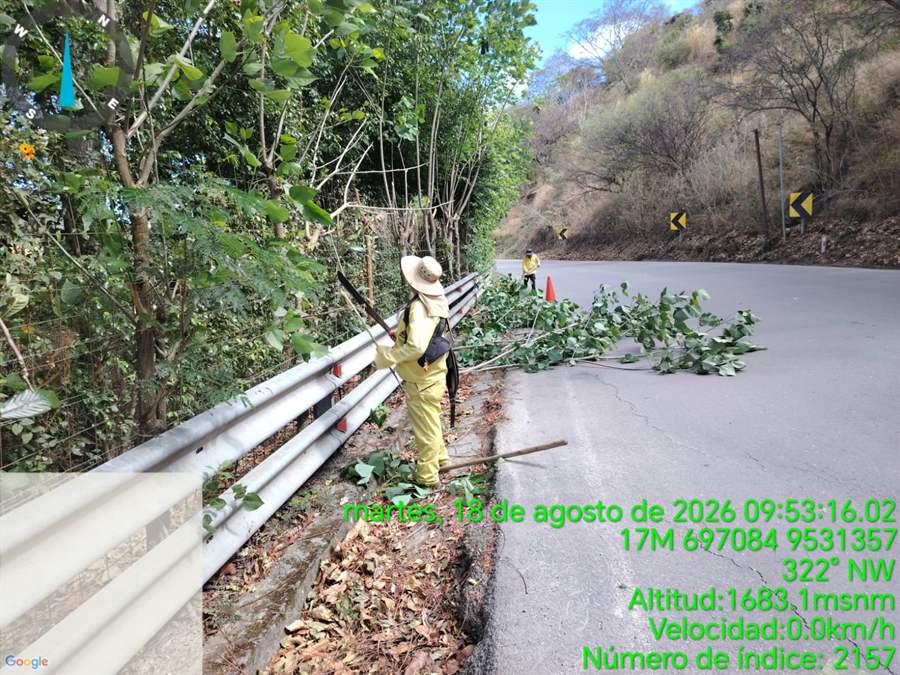 N
W
E
S
martes, 18 de agosto de 2026 09:53:16.02
17M 697084 9531357
322° NW
Altitud:1683.1msnm
Velocidad:0.0km/h
Número de índice: 2157
Google